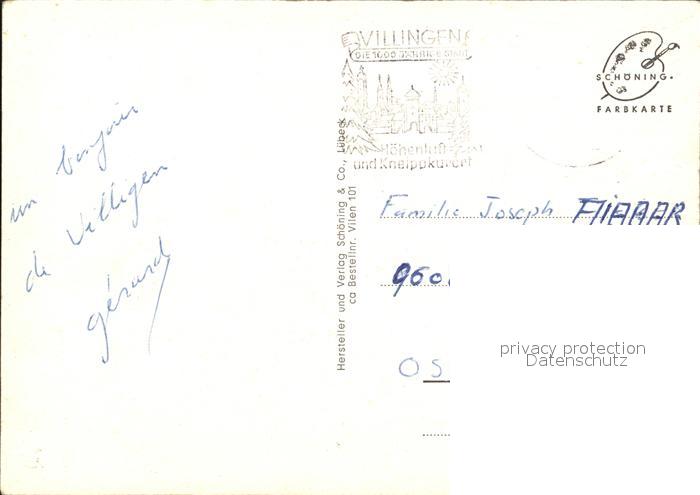 un bonjour
de Villigen
gérard
Hersteller und Verlag Schöning & Co., Lübeck
ca Bestellnr. Vllen 101
VILLINGEN
DIE 1000 JÄHRIGE STADT
Höhenluft-
und Kneippkurort
SCHÖNING
FARBKARTE
Familie Joseph
960
OS
privacy protection
Datenschutz